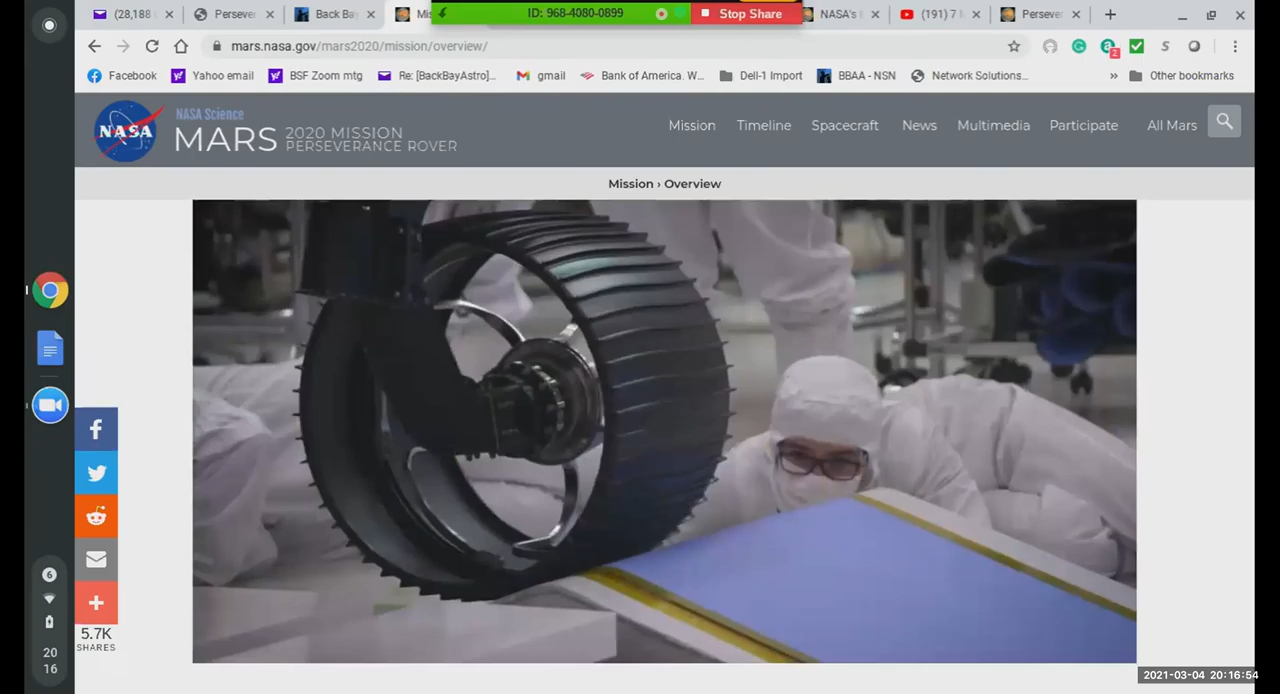 (28,188
Persever
Back Bay
Mis
ID: 968-4080-0899
Stop Share
NASA's
(191) 7
Perseve
mars.nasa.gov/mars2020/mission/overview/
2
S
Facebook
Yahoo email
BSF Zoom mtg
Re: [BackBayAstro]...
gmail
Bank of America. W...
Dell-1 Import
BBAA - NSN
Network Solutions...
»
Other bookmarks
NASA
NASA Science
MARS
2020 MISSION
PERSEVERANCE ROVER
Mission
Timeline
Spacecraft
News
Multimedia
Participate
All Mars
Mission › Overview
5.7K
SHARES
6
20
16
2021-03-04 20:16:54